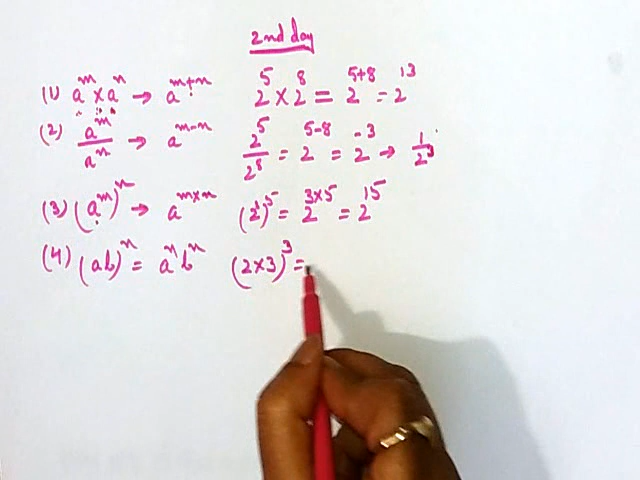 2nd day
(1) a^m × a^n → a^{m+n} 2^5 × 2^8 = 2^{5+8} = 2^{13}
(2) a^m/a^n → a^{m-n} 2^5/2^8 = 2^{5-8} = 2^{-3} → 1/2^3
(3) (a^m)^n → a^{m×n} (2^3)^5 = 2^{3×5} = 2^{15}
(4) (ab)^n = a^n b^n (2×3)^3 =